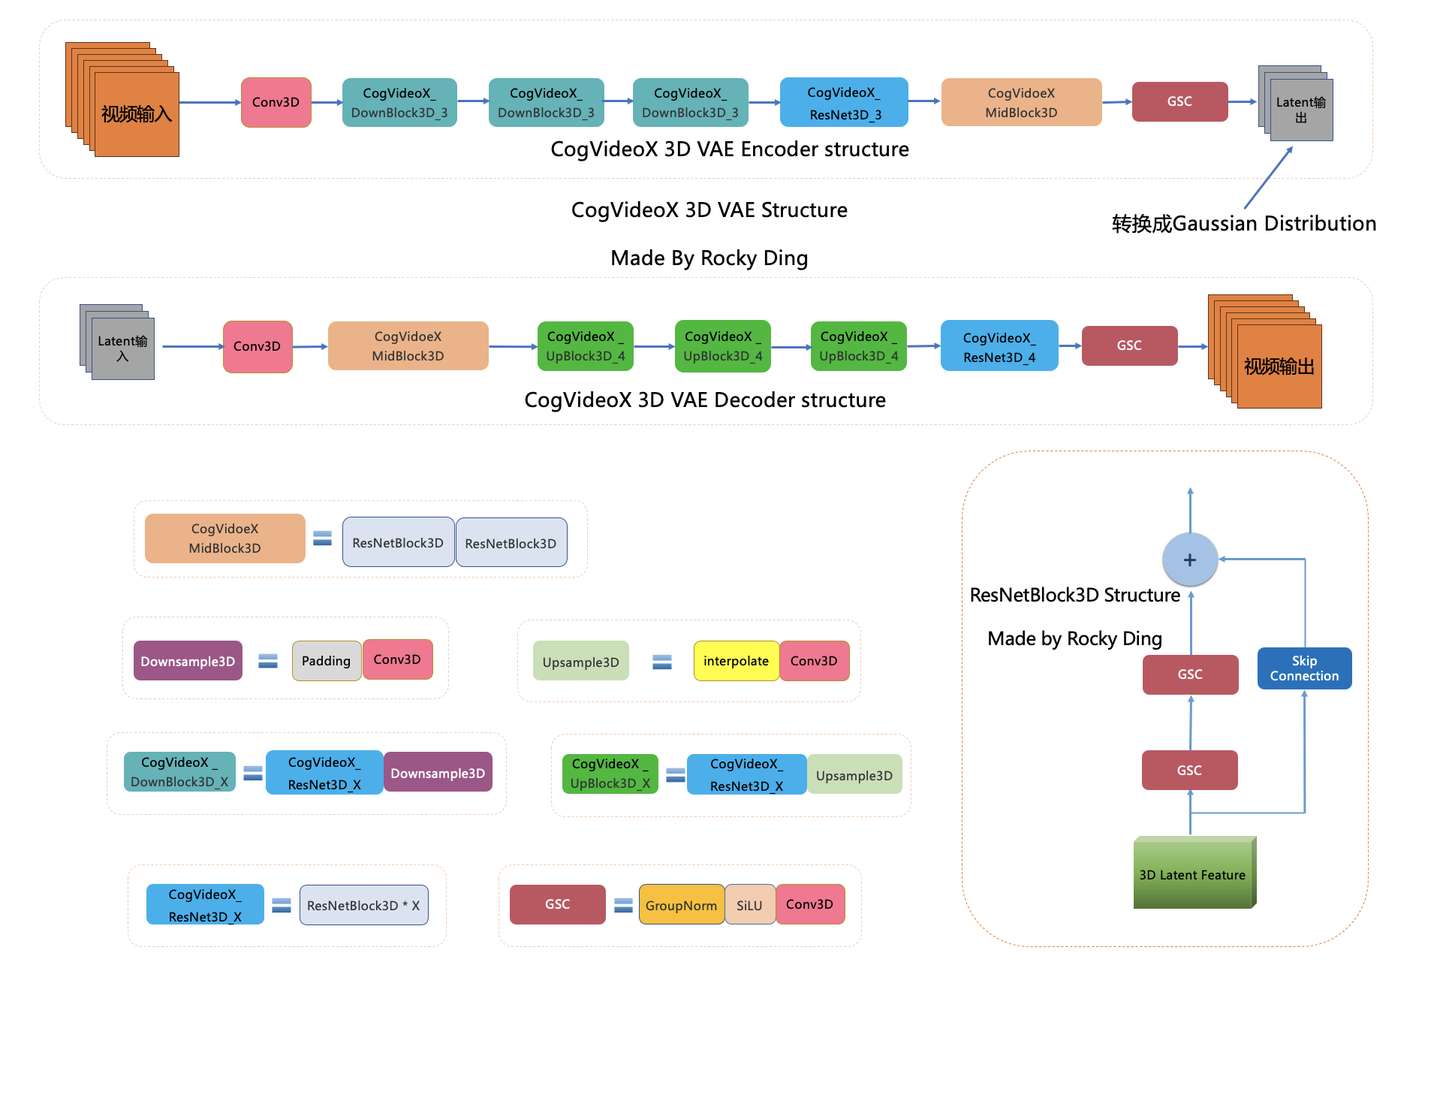 视频输入
Conv3D
CogVideoX_
DownBlock3D_3
CogVideoX_
DownBlock3D_3
CogVideoX_
DownBlock3D_3
CogVideoX_
ResNet3D_3
CogVidoeX
MidBlock3D
GSC
Latent输
出
CogVideoX 3D VAE Encoder structure
CogVideoX 3D VAE Structure
转换成Gaussian Distribution
Made By Rocky Ding
Latent输
入
Conv3D
CogVidoeX
MidBlock3D
CogVideoX _
UpBlock3D_4
CogVideoX _
UpBlock3D_4
CogVideoX _
UpBlock3D_4
CogVideoX_
ResNet3D_4
GSC
视频输出
CogVideoX 3D VAE Decoder structure
CogVidoeX
MidBlock3D
=
ResNetBlock3D
ResNetBlock3D
Downsample3D
=
Padding
Conv3D
Upsample3D
=
interpolate
Conv3D
CogVideoX _
DownBlock3D_X
=
CogVideoX_
ResNet3D_X
Downsample3D
CogVideoX _
UpBlock3D_X
=
CogVideoX_
ResNet3D_X
Upsample3D
CogVideoX_
ResNet3D_X
=
ResNetBlock3D * X
GSC
=
GroupNorm
SiLU
Conv3D
+
ResNetBlock3D Structure
Made by Rocky Ding
GSC
Skip
Connection
GSC
3D Latent Feature